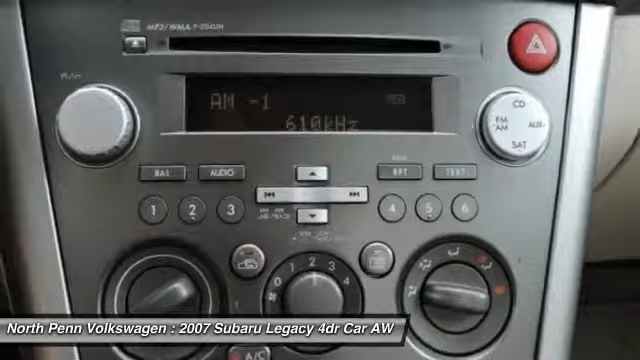 MP3/WMA P-204UH
AM -1
610kHz
CD
FM
AM
AUX
SAT
BAL
AUDIO
RPT
TEXT
1 2 3 4 5 6
0 1 2 3 4
A/C
North Penn Volkswagen : 2007 Subaru Legacy 4dr Car AW